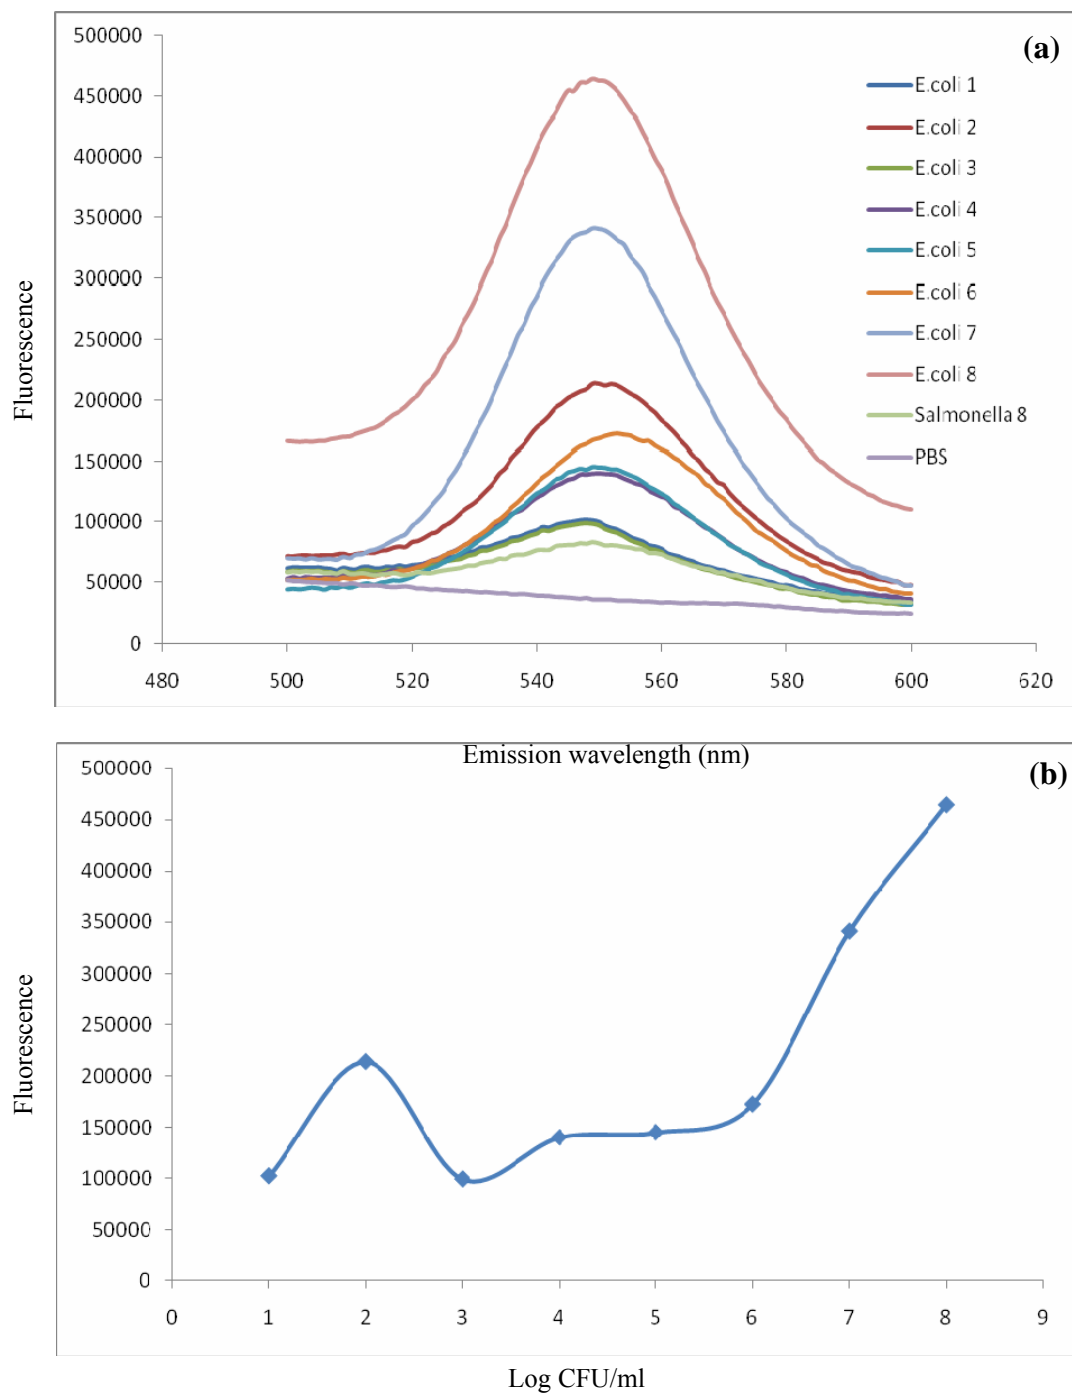 (a)
500000
450000
400000
350000
300000
250000
200000
150000
100000
50000
0
480 500 520 540 560 580 600 620
Fluorescence
E.coli 1
E.coli 2
E.coli 3
E.coli 4
E.coli 5
E.coli 6
E.coli 7
E.coli 8
Salmonella 8
PBS
Emission wavelength (nm)
(b)
500000
450000
400000
350000
300000
250000
200000
150000
100000
50000
0
0 1 2 3 4 5 6 7 8 9
Fluorescence
Log CFU/ml